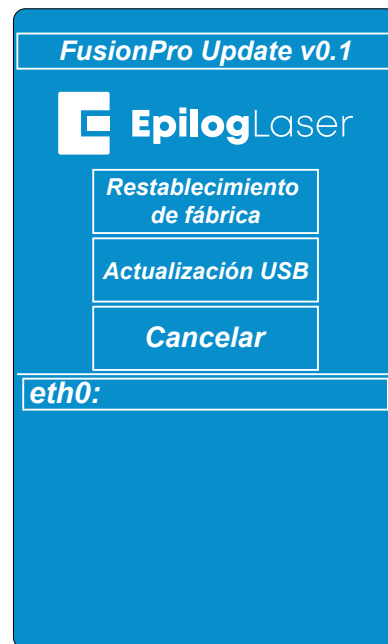 FusionPro Update v0.1
EpilogLaser
Restablecimiento
de fábrica
Actualización USB
Cancelar
eth0: